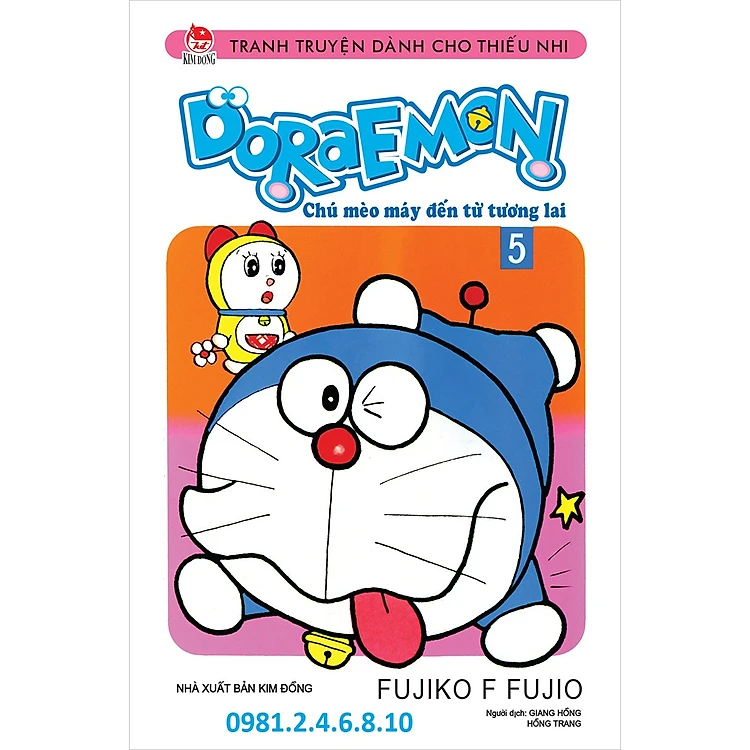 TRANH TRUYỆN DÀNH CHO THIẾU NHI
KIM ĐỒNG
DORAEMON
Chú mèo máy đến từ tương lai
5
NHÀ XUẤT BẢN KIM ĐỒNG
FUJIKO F FUJIO
Người dịch: GIANG HỒNG
HỒNG TRANG
0981.2.4.6.8.10